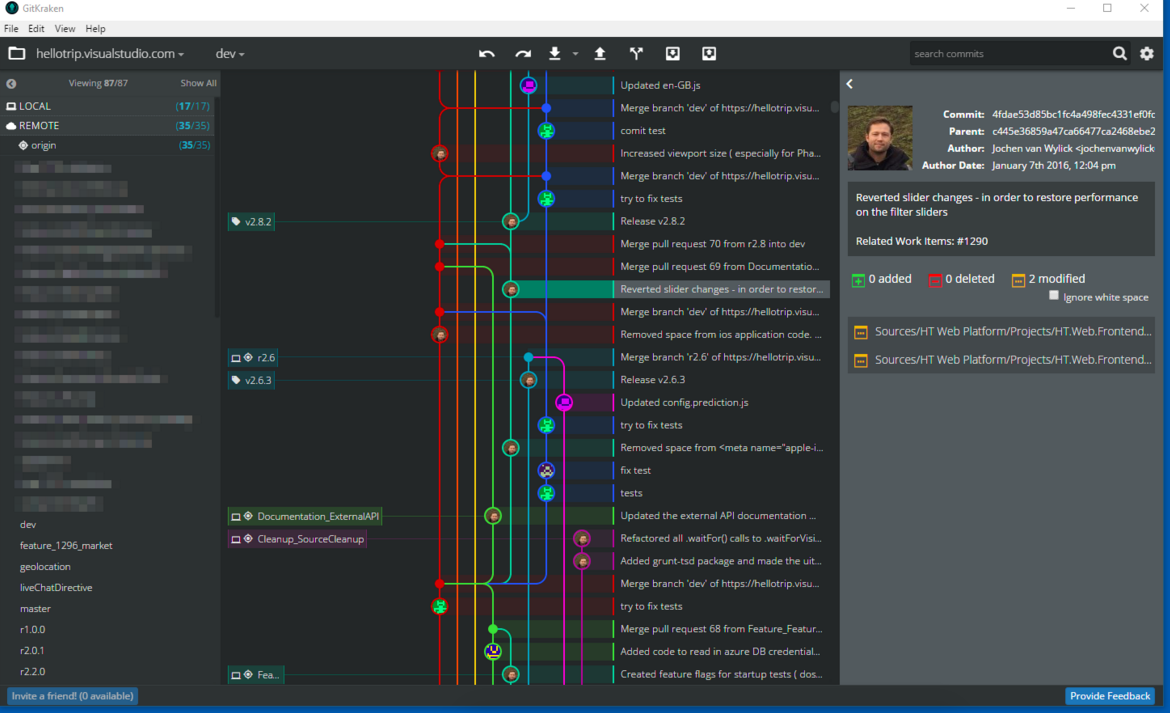 GitKraken
File Edit View Help
hellotrip.visualstudio.com dev search commits
Viewing 87/87 Show All
LOCAL (17/17)
REMOTE (35/35)
origin (35/35)
dev
feature_1296_market
geolocation
liveChatDirective
master
r1.0.0
r2.0.1
r2.2.0
Updated en-GB.js
Merge branch 'dev' of https://hellotrip.visu...
comit test
Increased viewport size ( especially for Pha...
Merge branch 'dev' of https://hellotrip.visu...
try to fix tests
v2.8.2 Release v2.8.2
Merge pull request 70 from r2.8 into dev
Merge pull request 69 from Documentatio...
Reverted slider changes - in order to restor...
Merge branch 'dev' of https://hellotrip.visu...
Removed space from ios application code. ...
r2.6 Merge branch 'r2.6' of https://hellotrip.visu...
v2.6.3 Release v2.6.3
Updated config.prediction.js
try to fix tests
Removed space from <meta name="apple-i...
fix test
tests
Documentation_ExternalAPI Updated the external API documentation ...
Cleanup_SourceCleanup Refactored all .waitFor() calls to .waitForVisi...
Added grunt-tsd package and made the uit...
Merge branch 'dev' of https://hellotrip.visu...
try to fix tests
Merge pull request 68 from Feature_Featur...
Added code to read in azure DB credential...
Fea... Created feature flags for startup tests ( dos...
Commit: 4fdae53d85bc1fc4a498fec4331ef0fc
Parent: c445e36859a47ca66477ca2468ebe2
Author: Jochen van Wylick <jochenvanwylick
Author Date: January 7th 2016, 12:04 pm
Reverted slider changes - in order to restore performance
on the filter sliders
Related Work Items: #1290
0 added 0 deleted 2 modified
Ignore white space
Sources/HT Web Platform/Projects/HT.Web.Frontend...
Sources/HT Web Platform/Projects/HT.Web.Frontend...
Invite a friend! (0 available) Provide Feedback